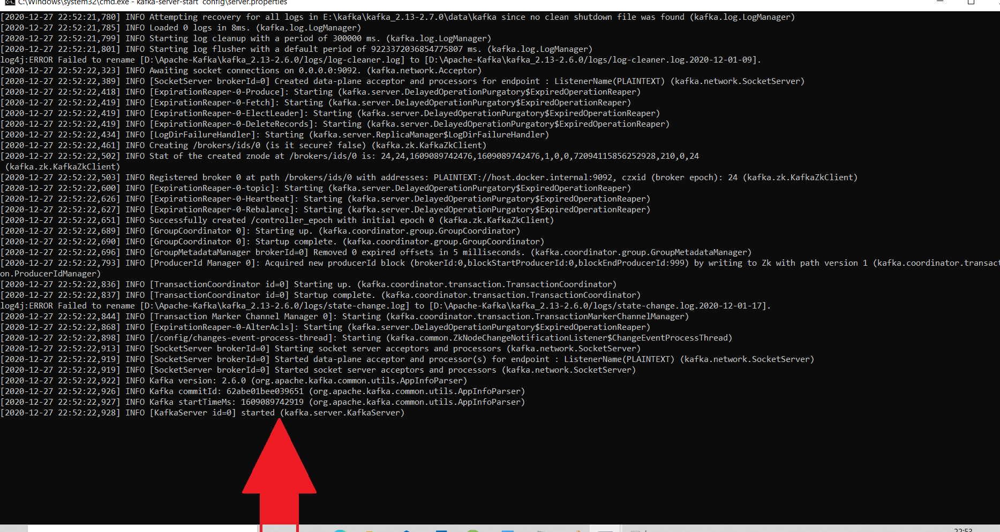 C:\Windows\system32\cmd.exe - kafka-server-start config\server.properties
[2020-12-27 22:52:21,780] INFO Attempting recovery for all logs in E:\kafka\kafka_2.13-2.7.0\data\kafka since no clean shutdown file was found (kafka.log.LogManager)
[2020-12-27 22:52:21,785] INFO Loaded 0 logs in 8ms. (kafka.log.LogManager)
[2020-12-27 22:52:21,799] INFO Starting log cleanup with a period of 300000 ms. (kafka.log.LogManager)
[2020-12-27 22:52:21,801] INFO Starting log flusher with a default period of 9223372036854775807 ms. (kafka.log.LogManager)
log4j:ERROR Failed to rename [D:\Apache-Kafka\kafka_2.13-2.6.0/logs/log-cleaner.log] to [D:\Apache-Kafka\kafka_2.13-2.6.0/logs/log-cleaner.log.2020-12-01-09].
[2020-12-27 22:52:22,323] INFO Awaiting socket connections on 0.0.0.0:9092. (kafka.network.Acceptor)
[2020-12-27 22:52:22,389] INFO [SocketServer brokerId=0] Created data-plane acceptor and processors for endpoint : ListenerName(PLAINTEXT) (kafka.network.SocketServer)
[2020-12-27 22:52:22,418] INFO [ExpirationReaper-0-Produce]: Starting (kafka.server.DelayedOperationPurgatory$ExpiredOperationReaper)
[2020-12-27 22:52:22,419] INFO [ExpirationReaper-0-Fetch]: Starting (kafka.server.DelayedOperationPurgatory$ExpiredOperationReaper)
[2020-12-27 22:52:22,419] INFO [ExpirationReaper-0-ElectLeader]: Starting (kafka.server.DelayedOperationPurgatory$ExpiredOperationReaper)
[2020-12-27 22:52:22,419] INFO [ExpirationReaper-0-DeleteRecords]: Starting (kafka.server.DelayedOperationPurgatory$ExpiredOperationReaper)
[2020-12-27 22:52:22,434] INFO [LogDirFailureHandler]: Starting (kafka.server.ReplicaManager$LogDirFailureHandler)
[2020-12-27 22:52:22,461] INFO Creating /brokers/ids/0 (is it secure? false) (kafka.zk.KafkaZkClient)
[2020-12-27 22:52:22,502] INFO Stat of the created znode at /brokers/ids/0 is: 24,24,1609089742476,1609089742476,1,0,0,72094115856252928,210,0,24
(kafka.zk.KafkaZkClient)
[2020-12-27 22:52:22,503] INFO Registered broker 0 at path /brokers/ids/0 with addresses: PLAINTEXT://host.docker.internal:9092, czxid (broker epoch): 24 (kafka.zk.KafkaZkClient)
[2020-12-27 22:52:22,600] INFO [ExpirationReaper-0-topic]: Starting (kafka.server.DelayedOperationPurgatory$ExpiredOperationReaper)
[2020-12-27 22:52:22,626] INFO [ExpirationReaper-0-Heartbeat]: Starting (kafka.server.DelayedOperationPurgatory$ExpiredOperationReaper)
[2020-12-27 22:52:22,627] INFO [ExpirationReaper-0-Rebalance]: Starting (kafka.server.DelayedOperationPurgatory$ExpiredOperationReaper)
[2020-12-27 22:52:22,651] INFO Successfully created /controller_epoch with initial epoch 0 (kafka.zk.KafkaZkClient)
[2020-12-27 22:52:22,689] INFO [GroupCoordinator 0]: Starting up. (kafka.coordinator.group.GroupCoordinator)
[2020-12-27 22:52:22,690] INFO [GroupCoordinator 0]: Startup complete. (kafka.coordinator.group.GroupCoordinator)
[2020-12-27 22:52:22,696] INFO [GroupMetadataManager brokerId=0] Removed 0 expired offsets in 5 milliseconds. (kafka.coordinator.group.GroupMetadataManager)
[2020-12-27 22:52:22,793] INFO [ProducerId Manager 0]: Acquired new producerId block (brokerId:0,blockStartProducerId:0,blockEndProducerId:999) by writing to Zk with path version 1 (kafka.coordinator.transacti
on.ProducerIdManager)
[2020-12-27 22:52:22,836] INFO [TransactionCoordinator id=0] Starting up. (kafka.coordinator.transaction.TransactionCoordinator)
[2020-12-27 22:52:22,837] INFO [TransactionCoordinator id=0] Startup complete. (kafka.coordinator.transaction.TransactionCoordinator)
log4j:ERROR Failed to rename [D:\Apache-Kafka\kafka_2.13-2.6.0/logs/state-change.log] to [D:\Apache-Kafka\kafka_2.13-2.6.0/logs/state-change.log.2020-12-01-17].
[2020-12-27 22:52:22,844] INFO [Transaction Marker Channel Manager 0]: Starting (kafka.coordinator.transaction.TransactionMarkerChannelManager)
[2020-12-27 22:52:22,868] INFO [ExpirationReaper-0-AlterAcls]: Starting (kafka.server.DelayedOperationPurgatory$ExpiredOperationReaper)
[2020-12-27 22:52:22,898] INFO [/config/changes-event-process-thread]: Starting (kafka.common.ZkNodeChangeNotificationListener$ChangeEventProcessThread)
[2020-12-27 22:52:22,913] INFO [SocketServer brokerId=0] Starting socket server acceptors and processors (kafka.network.SocketServer)
[2020-12-27 22:52:22,919] INFO [SocketServer brokerId=0] Started data-plane acceptor and processor(s) for endpoint : ListenerName(PLAINTEXT) (kafka.network.SocketServer)
[2020-12-27 22:52:22,919] INFO [SocketServer brokerId=0] Started socket server acceptors and processors (kafka.network.SocketServer)
[2020-12-27 22:52:22,922] INFO Kafka version: 2.6.0 (org.apache.kafka.common.utils.AppInfoParser)
[2020-12-27 22:52:22,926] INFO Kafka commitId: 62abe01bee039651 (org.apache.kafka.common.utils.AppInfoParser)
[2020-12-27 22:52:22,927] INFO Kafka startTimeMs: 1609089742919 (org.apache.kafka.common.utils.AppInfoParser)
[2020-12-27 22:52:22,928] INFO [KafkaServer id=0] started (kafka.server.KafkaServer)
22:53